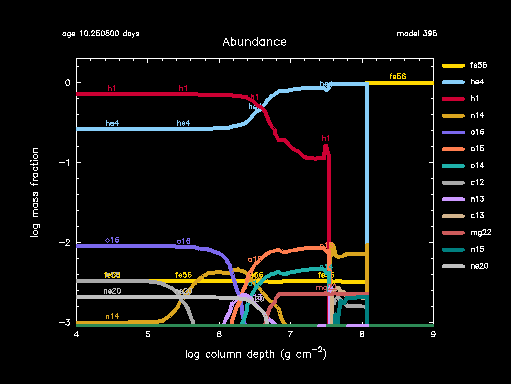 age 10.250500 days
model 395
Abundance
log mass fraction
0
−1
−2
−3
4
5
6
7
8
9
log column depth (g cm⁻²)
h1 h1 h1 h1
he4 he4
fe56
o16 o16
fe56
ne20
n14
fe56
he4
h1
n14
o16
o15
o14
c12
n13
c13
mg22
n15
ne20